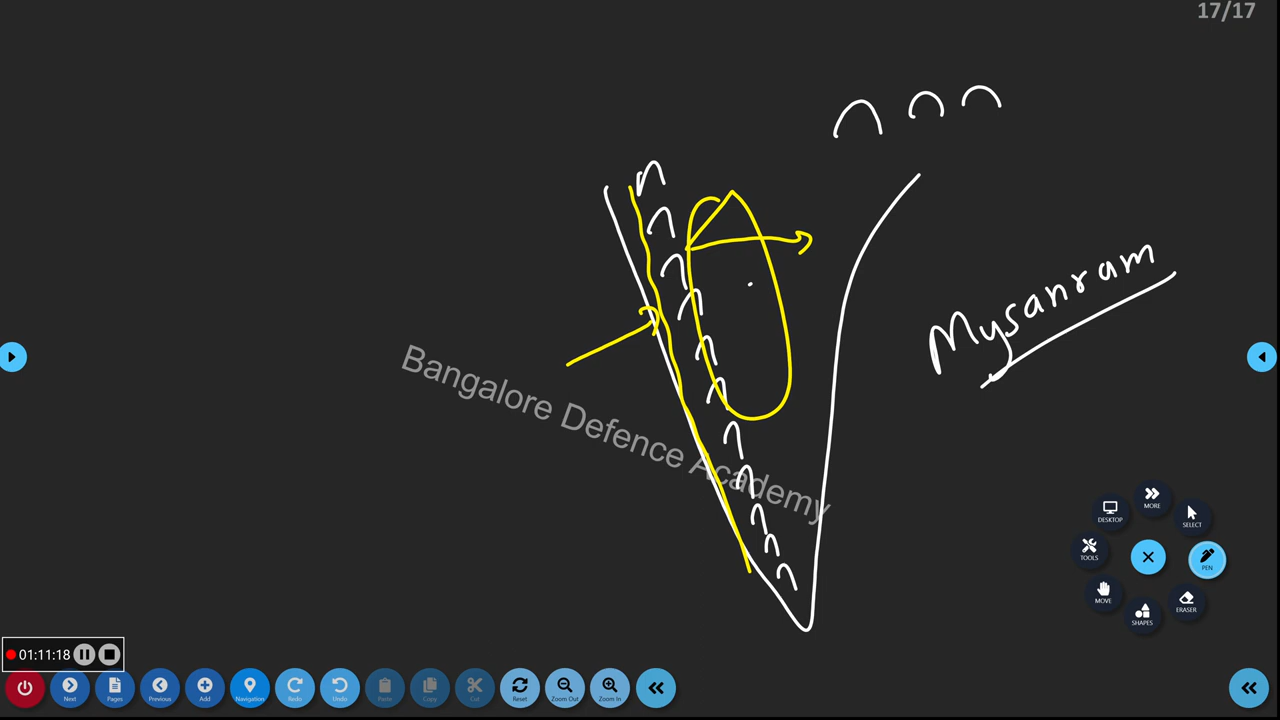 17/17
Mysanram
Bangalore Defence Academy
MORE
DESKTOP
SELECT
TOOLS
PEN
MOVE
ERASER
SHAPES
01:11:18
Next
Pages
Previous
Add
Navigation
Redo
Undo
Paste
Copy
Cut
Reset
Zoom Out
Zoom In